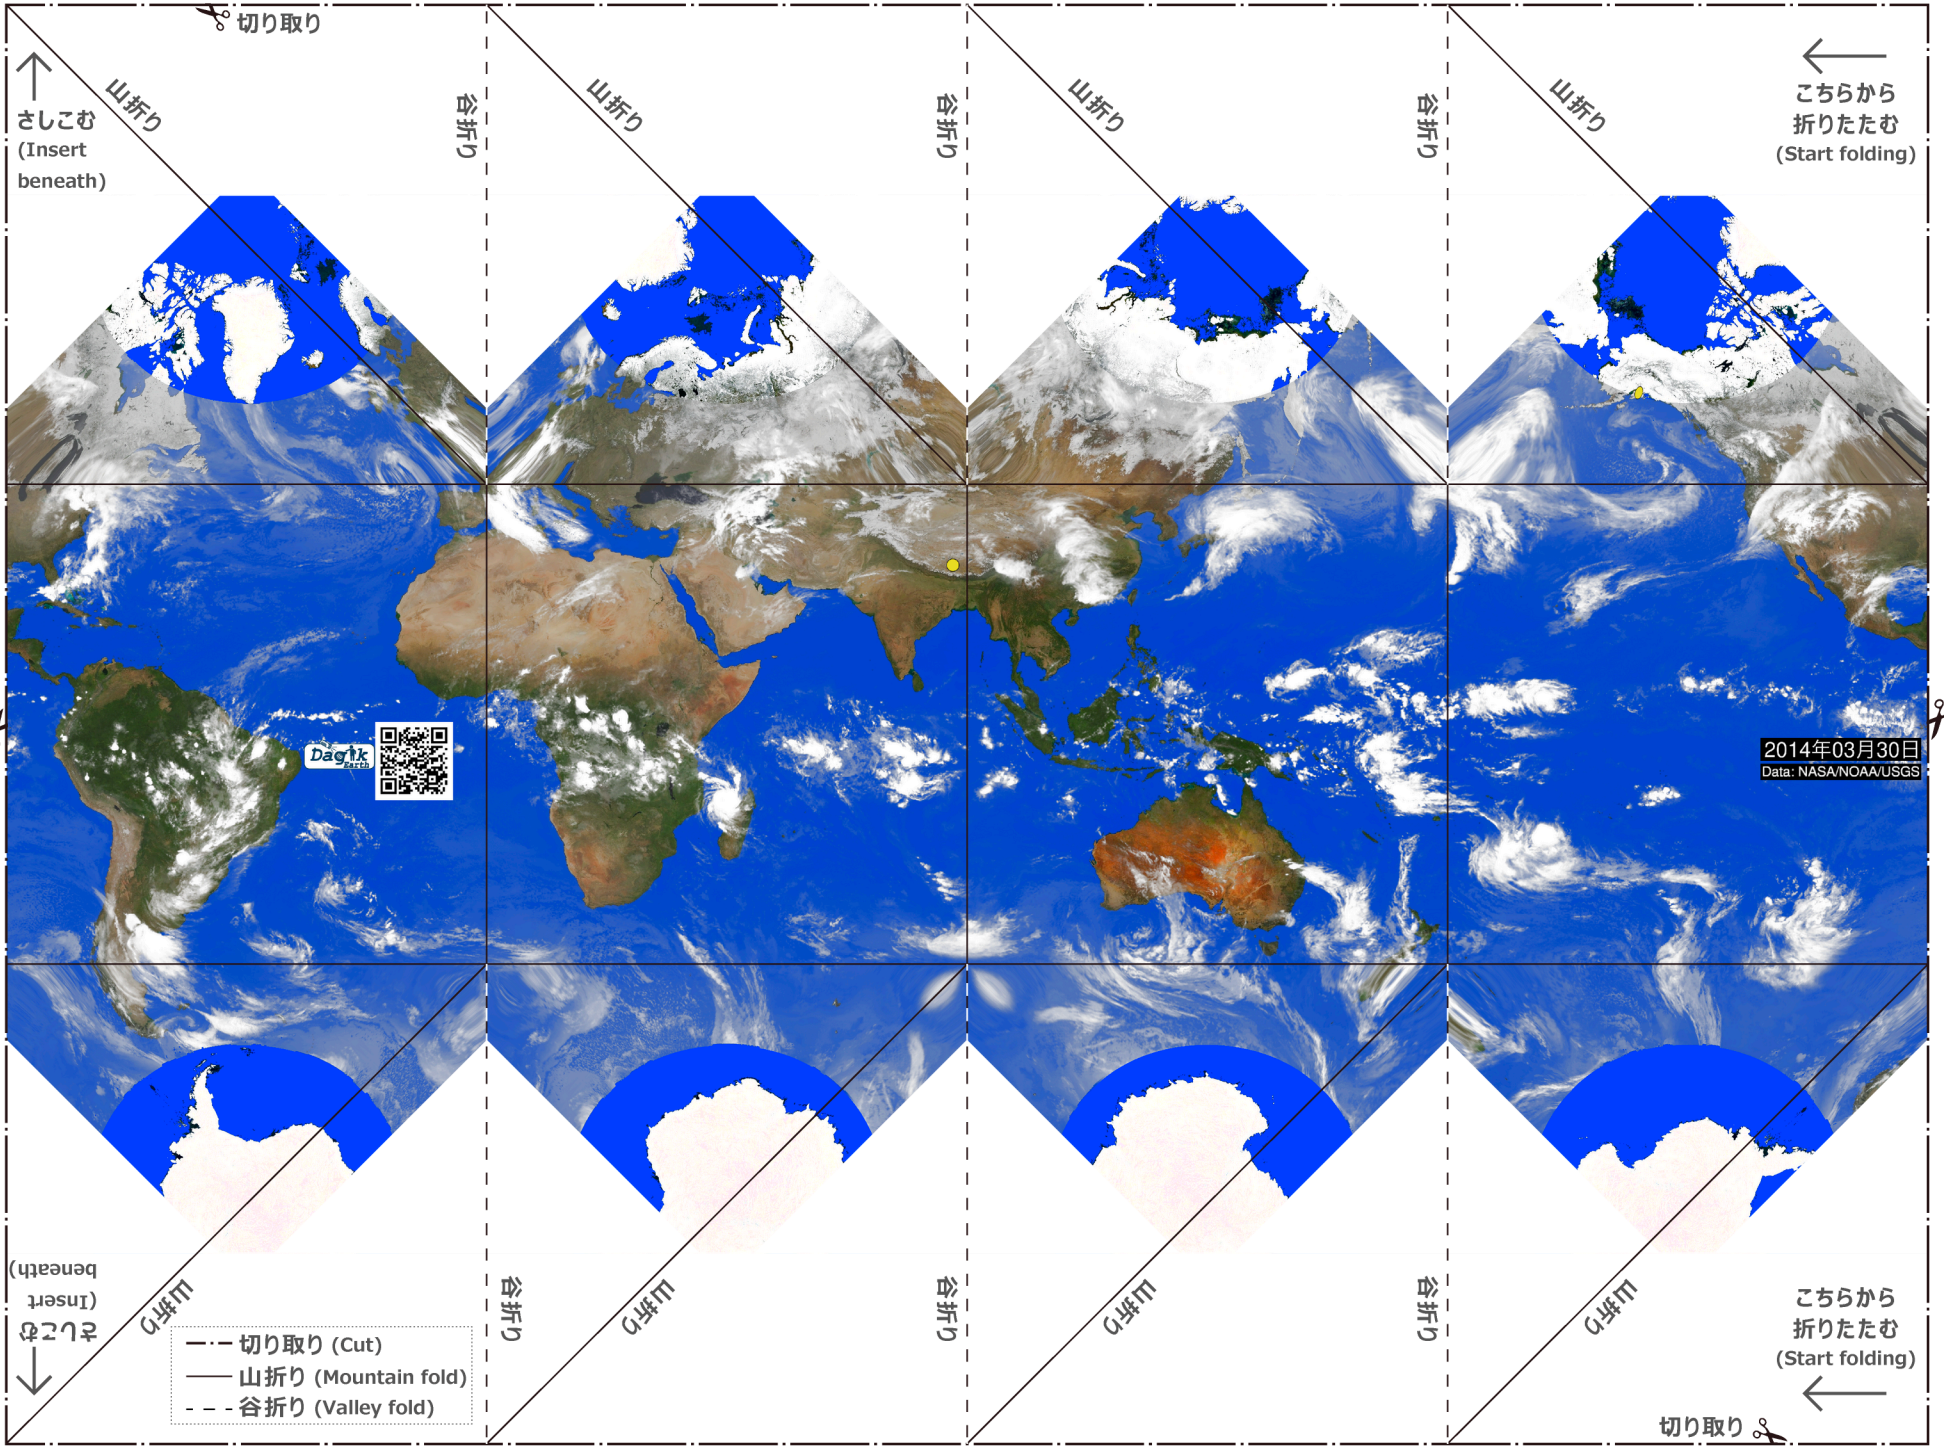 切り取り
さしこむ
(Insert
beneath)
山折り
谷折り
山折り
谷折り
山折り
谷折り
山折り
こちらから
折りたたむ
(Start folding)
Dagik
Earth
2014年03月30日
Data: NASA/NOAA/USGS
さしこむ
(Insert
beneath)
山折り
谷折り
山折り
谷折り
山折り
谷折り
山折り
こちらから
折りたたむ
(Start folding)
切り取り (Cut)
山折り (Mountain fold)
谷折り (Valley fold)
切り取り